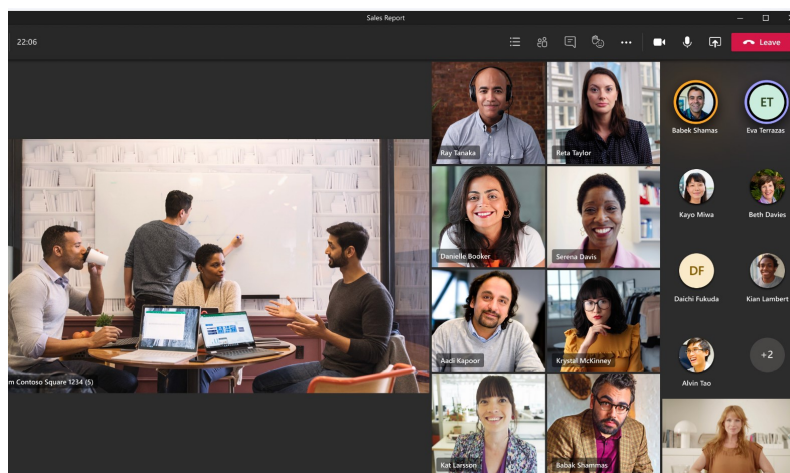 Sales Report
22:06
Leave
Ray Tanaka
Reta Taylor
Babek Shamas
ET
Eva Terrazas
Danielle Booker
Serena Davis
Kayo Miwa
Beth Davies
Aadi Kapoor
Krystal McKinney
DF
Daichi Fukuda
Kian Lambert
m Contoso Square 1234 (5)
+2
Alvin Tao
Kat Larsson
Babak Shammas